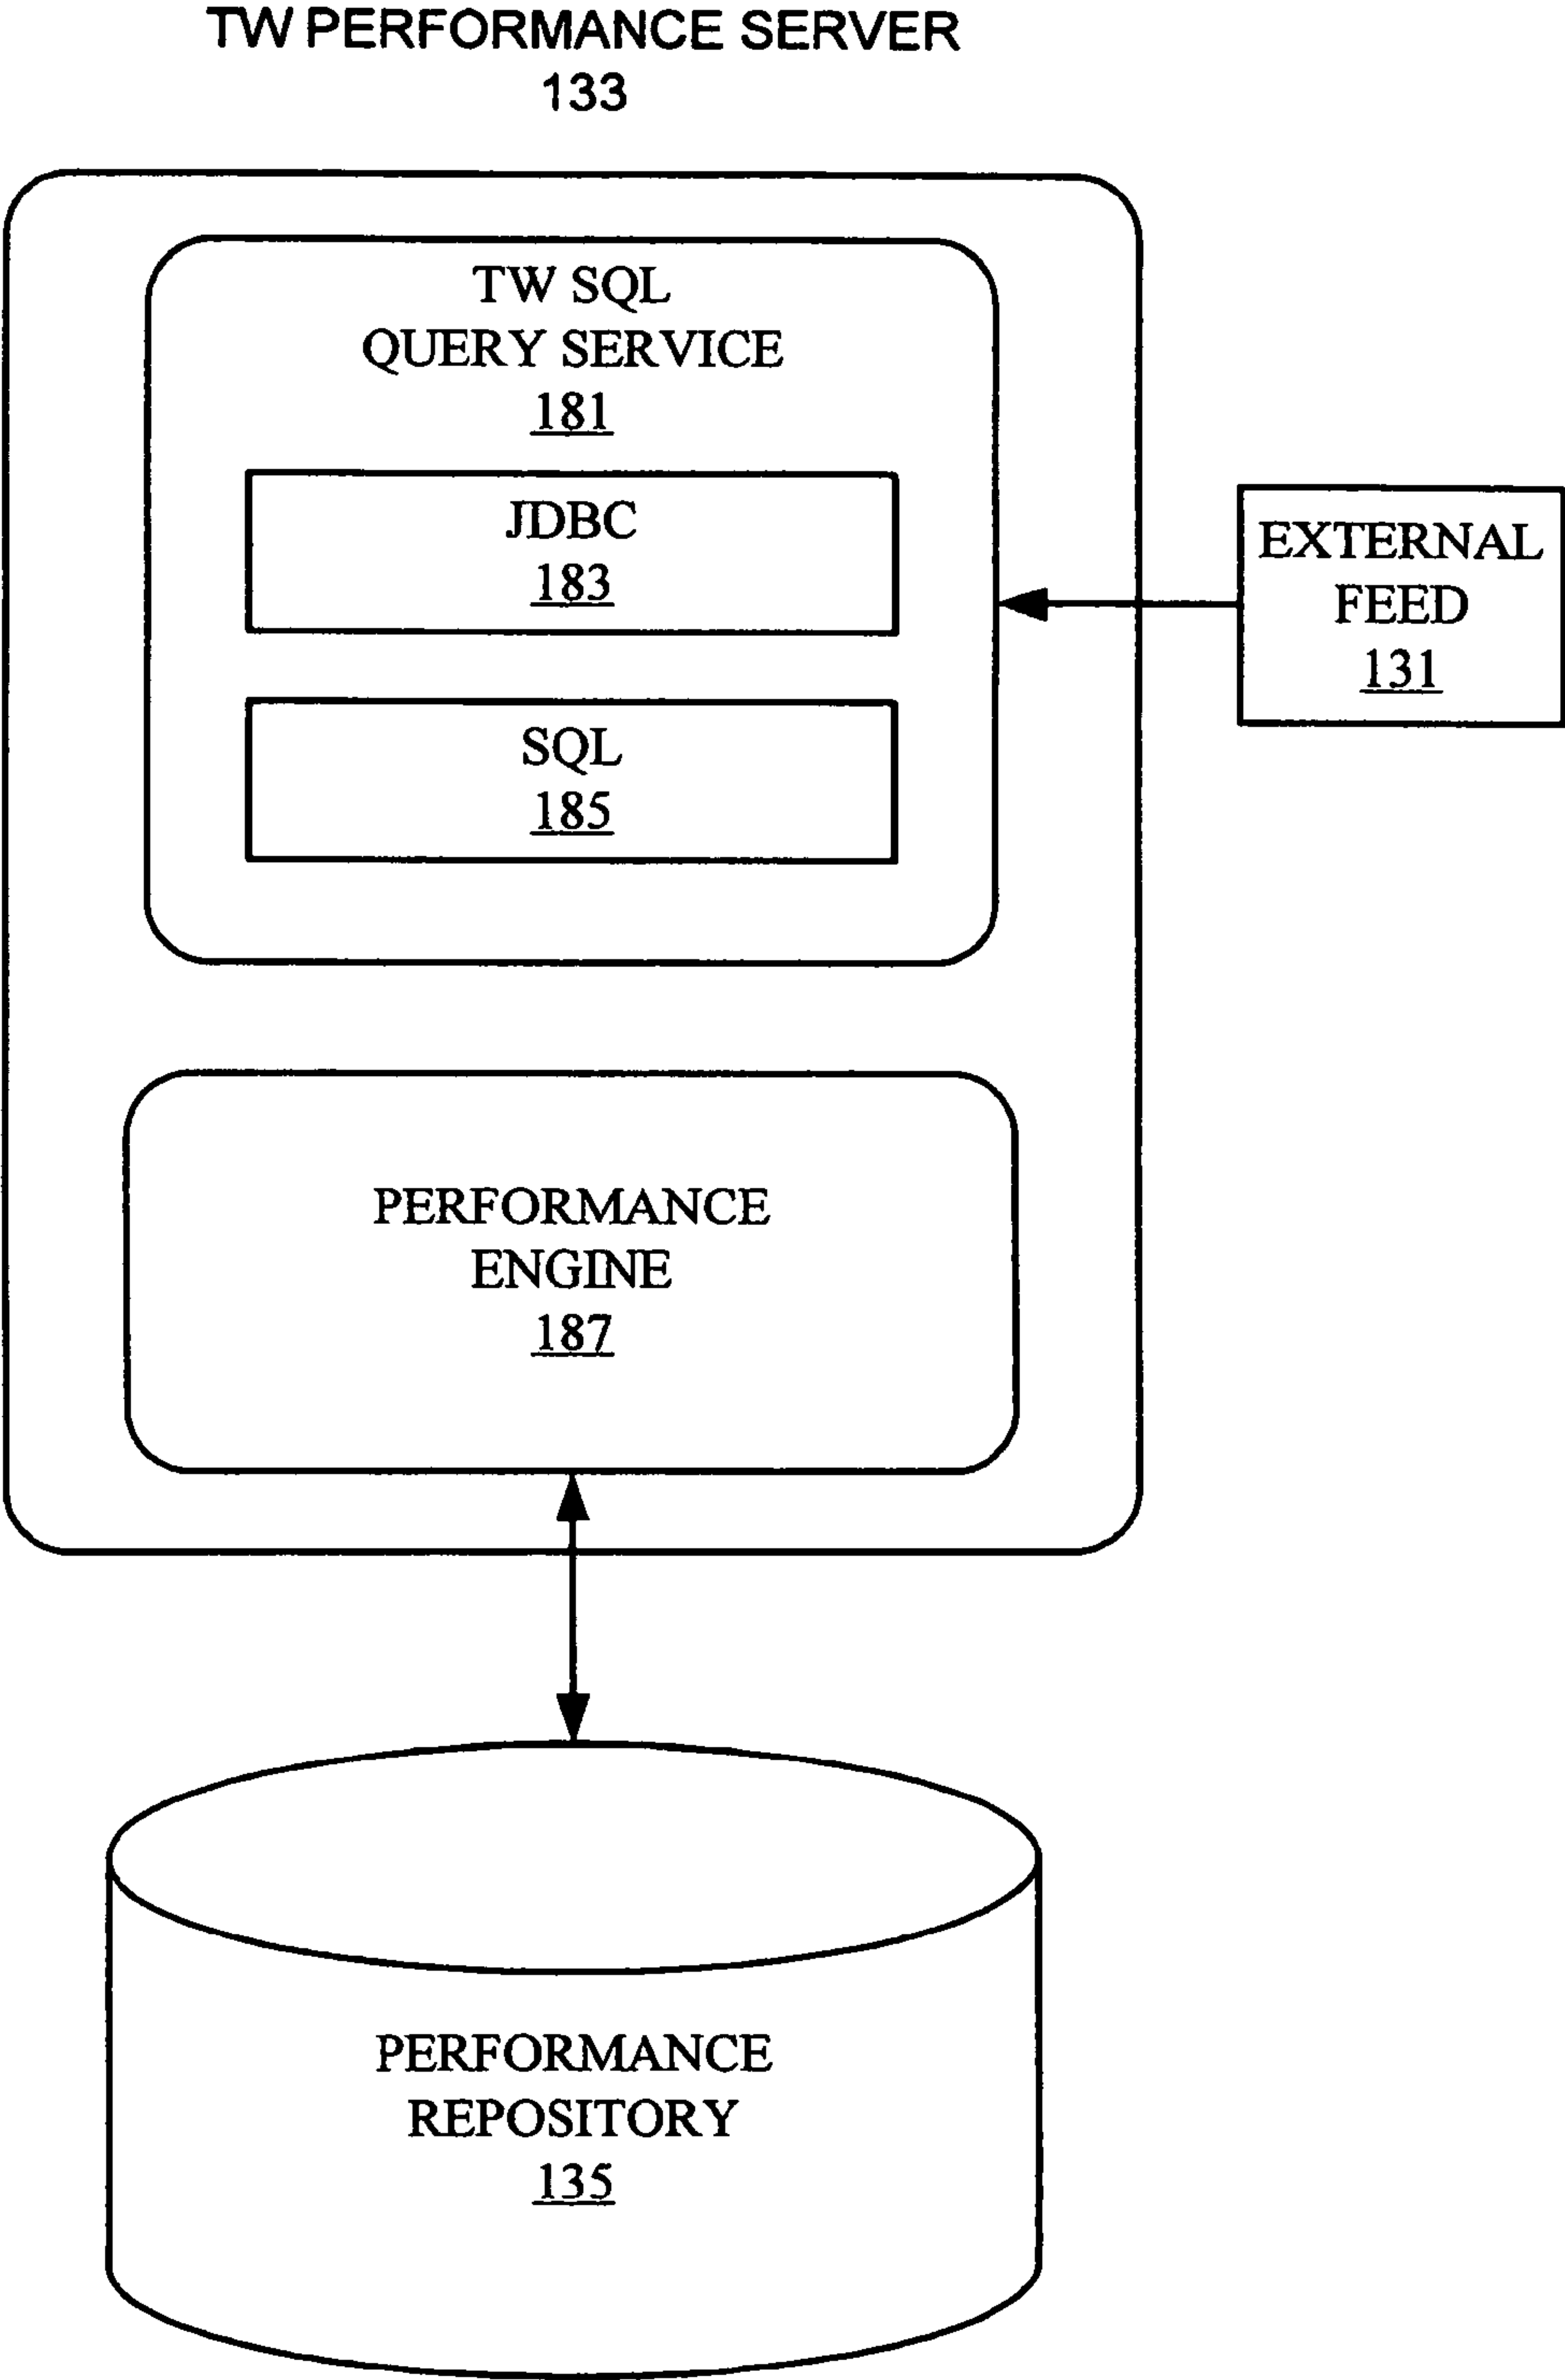 TW PERFORMANCE SERVER
133
TW SQL
QUERY SERVICE
181
JDBC
183
SQL
185
EXTERNAL
FEED
131
PERFORMANCE
ENGINE
187
PERFORMANCE
REPOSITORY
135